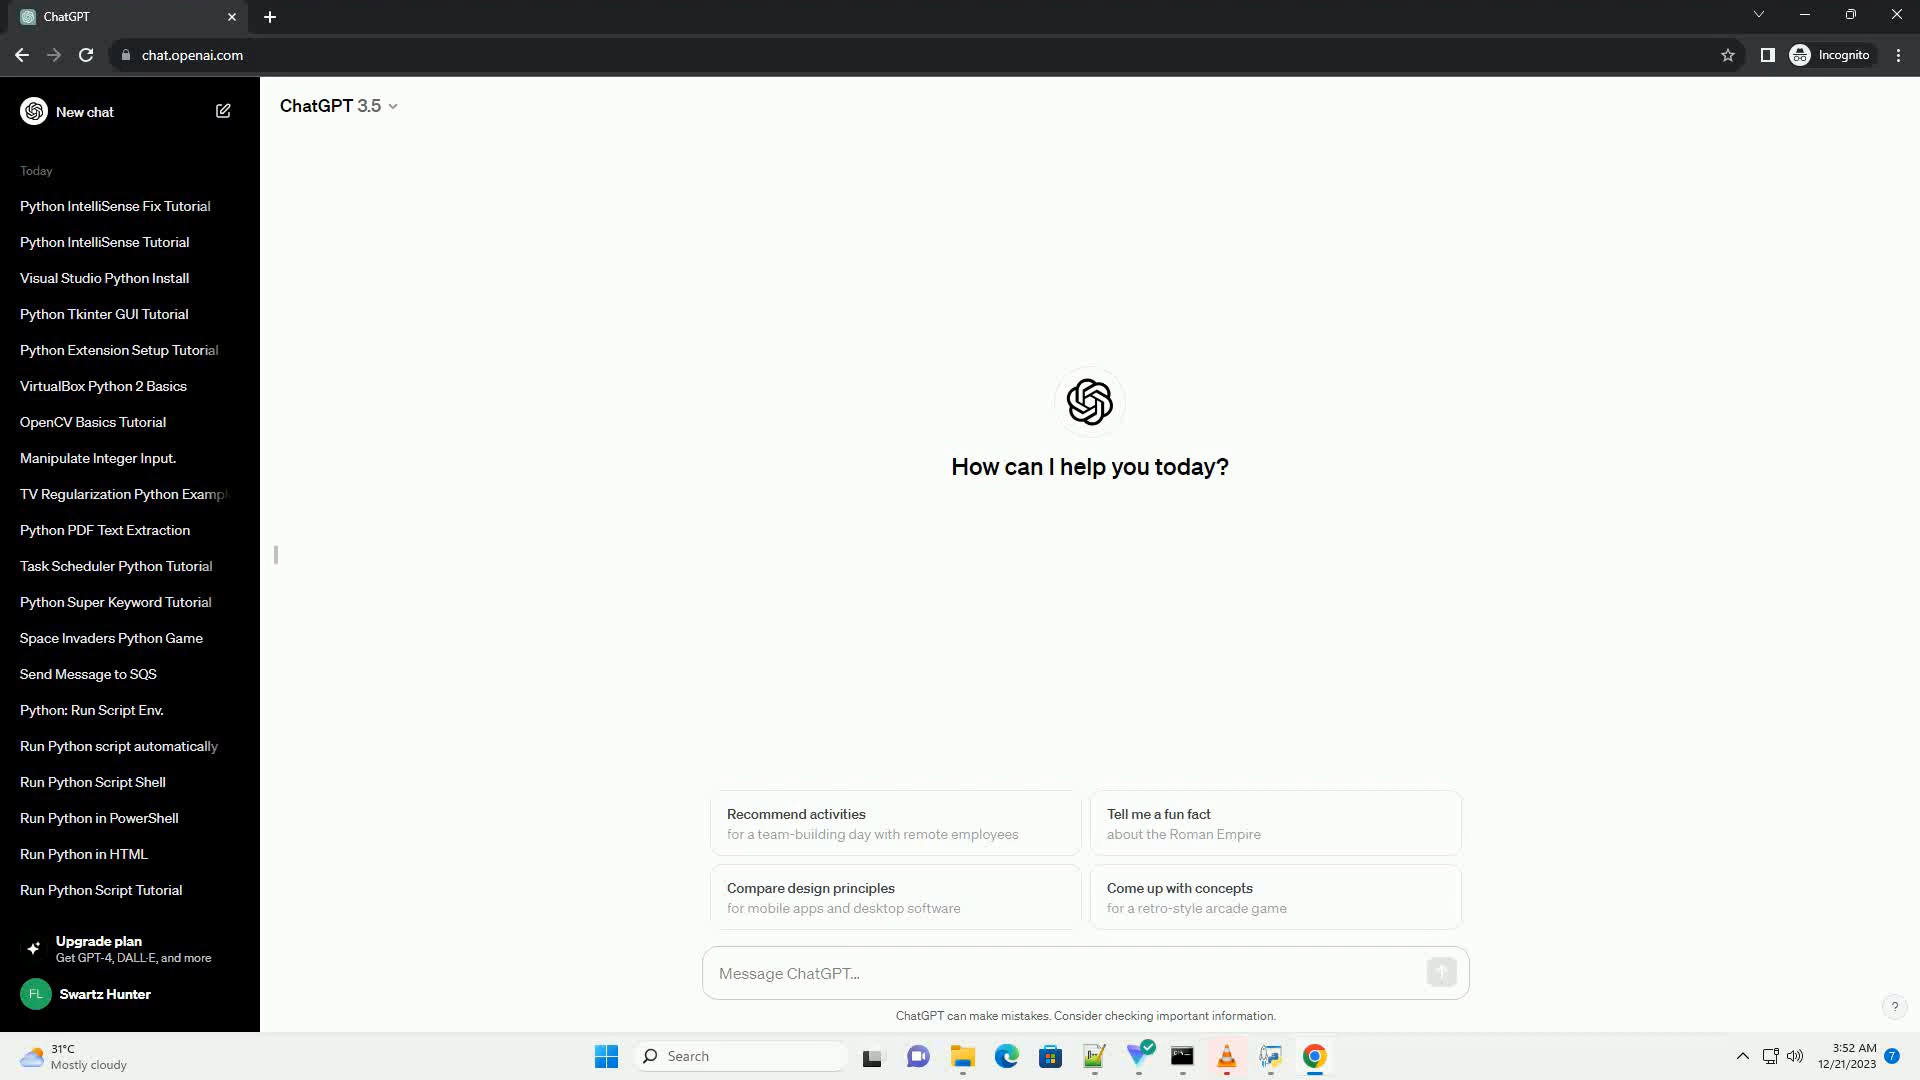 ChatGPT
chat.openai.com
Incognito
New chat
ChatGPT 3.5
Today
Python IntelliSense Fix Tutorial
Python IntelliSense Tutorial
Visual Studio Python Install
Python Tkinter GUI Tutorial
Python Extension Setup Tutorial
VirtualBox Python 2 Basics
OpenCV Basics Tutorial
Manipulate Integer Input.
TV Regularization Python Exampl
Python PDF Text Extraction
Task Scheduler Python Tutorial
Python Super Keyword Tutorial
Space Invaders Python Game
Send Message to SQS
Python: Run Script Env.
Run Python script automatically
Run Python Script Shell
Run Python in PowerShell
Run Python in HTML
Run Python Script Tutorial
Upgrade plan
Get GPT-4, DALL·E, and more
FL
Swartz Hunter
How can I help you today?
Recommend activities
for a team-building day with remote employees
Tell me a fun fact
about the Roman Empire
Compare design principles
for mobile apps and desktop software
Come up with concepts
for a retro-style arcade game
Message ChatGPT...
ChatGPT can make mistakes. Consider checking important information.
?
31°C
Mostly cloudy
Search
3:52 AM
12/21/2023
7